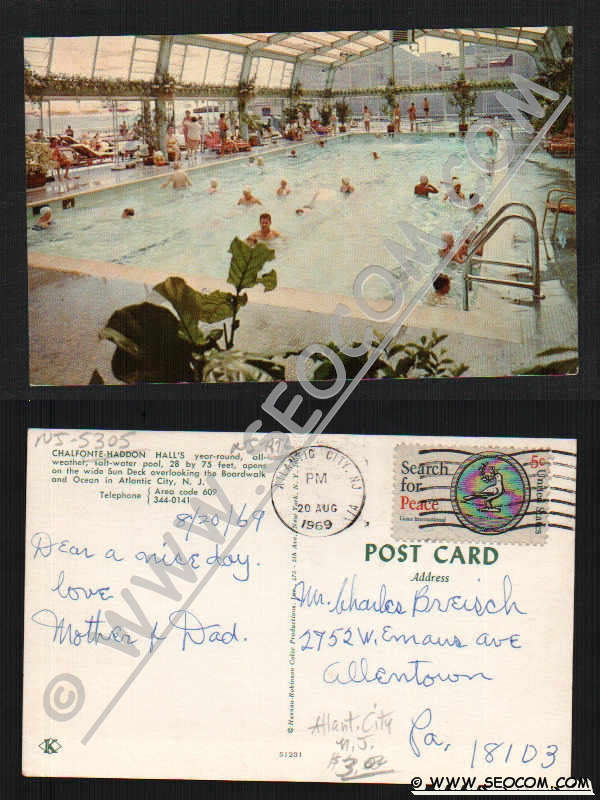 © WWW.SEOCOM.COM
NJ-5305
CHALFONTE-HADDON HALL'S year-round, all-
weather, salt-water pool, 28 by 75 feet, opens
on the wide Sun Deck overlooking the Boardwalk
and Ocean in Atlantic City, N. J.
Telephone { Area code 609
344-0141
8/20/69
Dear a nice day.
love
Mother & Dad.
K
ATLANTIC CITY, NJ
PM
20 AUG
1969
Search for
Peace
Lions International
5c
United States
POST CARD
Address
Mr. Charles Breisch
2752 W. Emaus ave
Allentown
Pa, 18103
51231
Atlant. City
N.J.
$3.02
© WWW.SEOCOM.COM